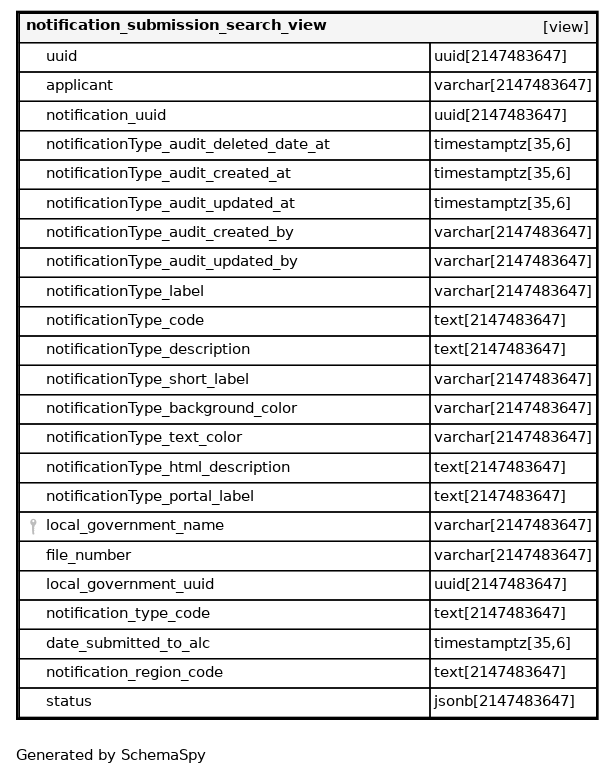 notification_submission_search_view [view]
uuid uuid[2147483647]
applicant varchar[2147483647]
notification_uuid uuid[2147483647]
notificationType_audit_deleted_date_at timestamptz[35,6]
notificationType_audit_created_at timestamptz[35,6]
notificationType_audit_updated_at timestamptz[35,6]
notificationType_audit_created_by varchar[2147483647]
notificationType_audit_updated_by varchar[2147483647]
notificationType_label varchar[2147483647]
notificationType_code text[2147483647]
notificationType_description text[2147483647]
notificationType_short_label varchar[2147483647]
notificationType_background_color varchar[2147483647]
notificationType_text_color varchar[2147483647]
notificationType_html_description text[2147483647]
notificationType_portal_label text[2147483647]
local_government_name varchar[2147483647]
file_number varchar[2147483647]
local_government_uuid uuid[2147483647]
notification_type_code text[2147483647]
date_submitted_to_alc timestamptz[35,6]
notification_region_code text[2147483647]
status jsonb[2147483647]
Generated by SchemaSpy